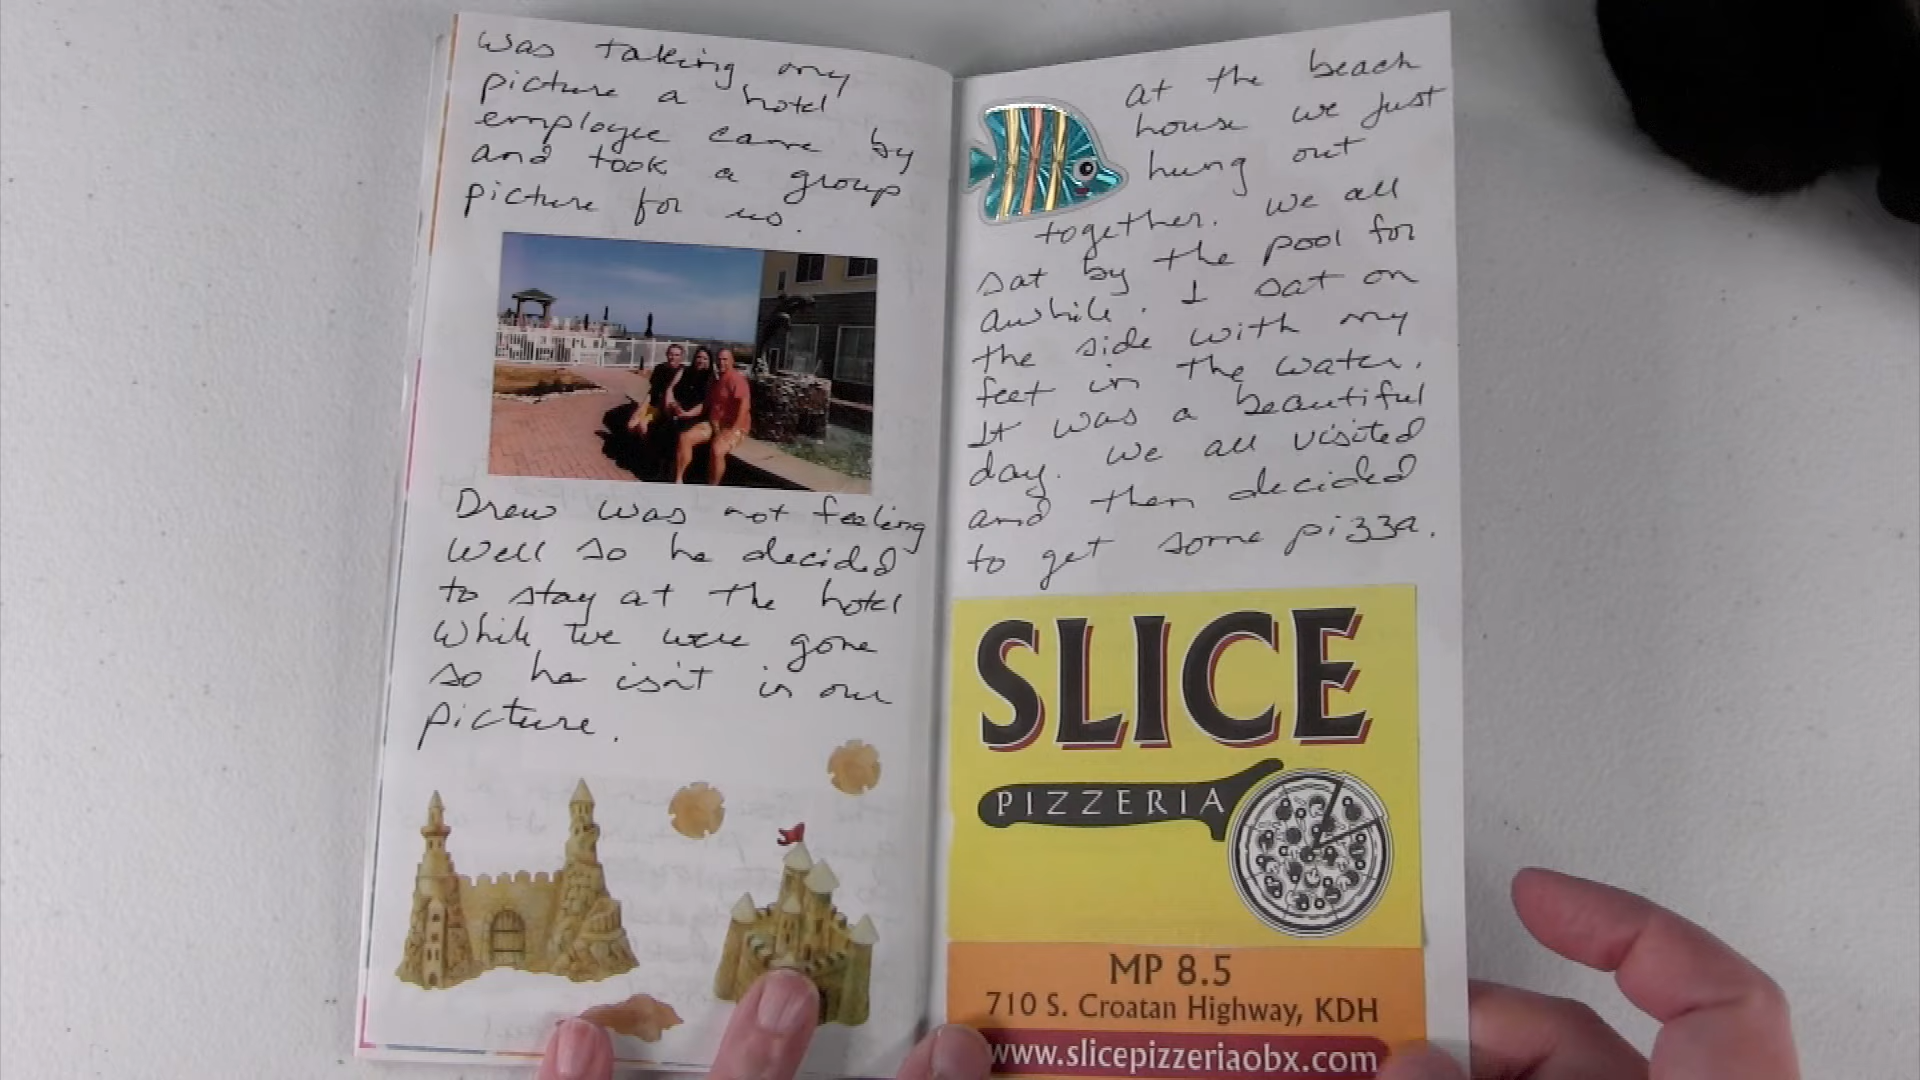 was taking my
picture a hotel
employee came by
and took a group
picture for us.
Drew was not feeling
well so he decided
to stay at the hotel
while we were gone
so he isn't in our
picture.
at the beach
house we just
hung out
together. We all
sat by the pool for
awhile. I sat on
the side with my
feet in the water.
It was a beautiful
day. We all visited
and then decided
to get some pizza.
SLICE
PIZZERIA
MP 8.5
710 S. Croatan Highway, KDH
www.slicepizzeriaobx.com